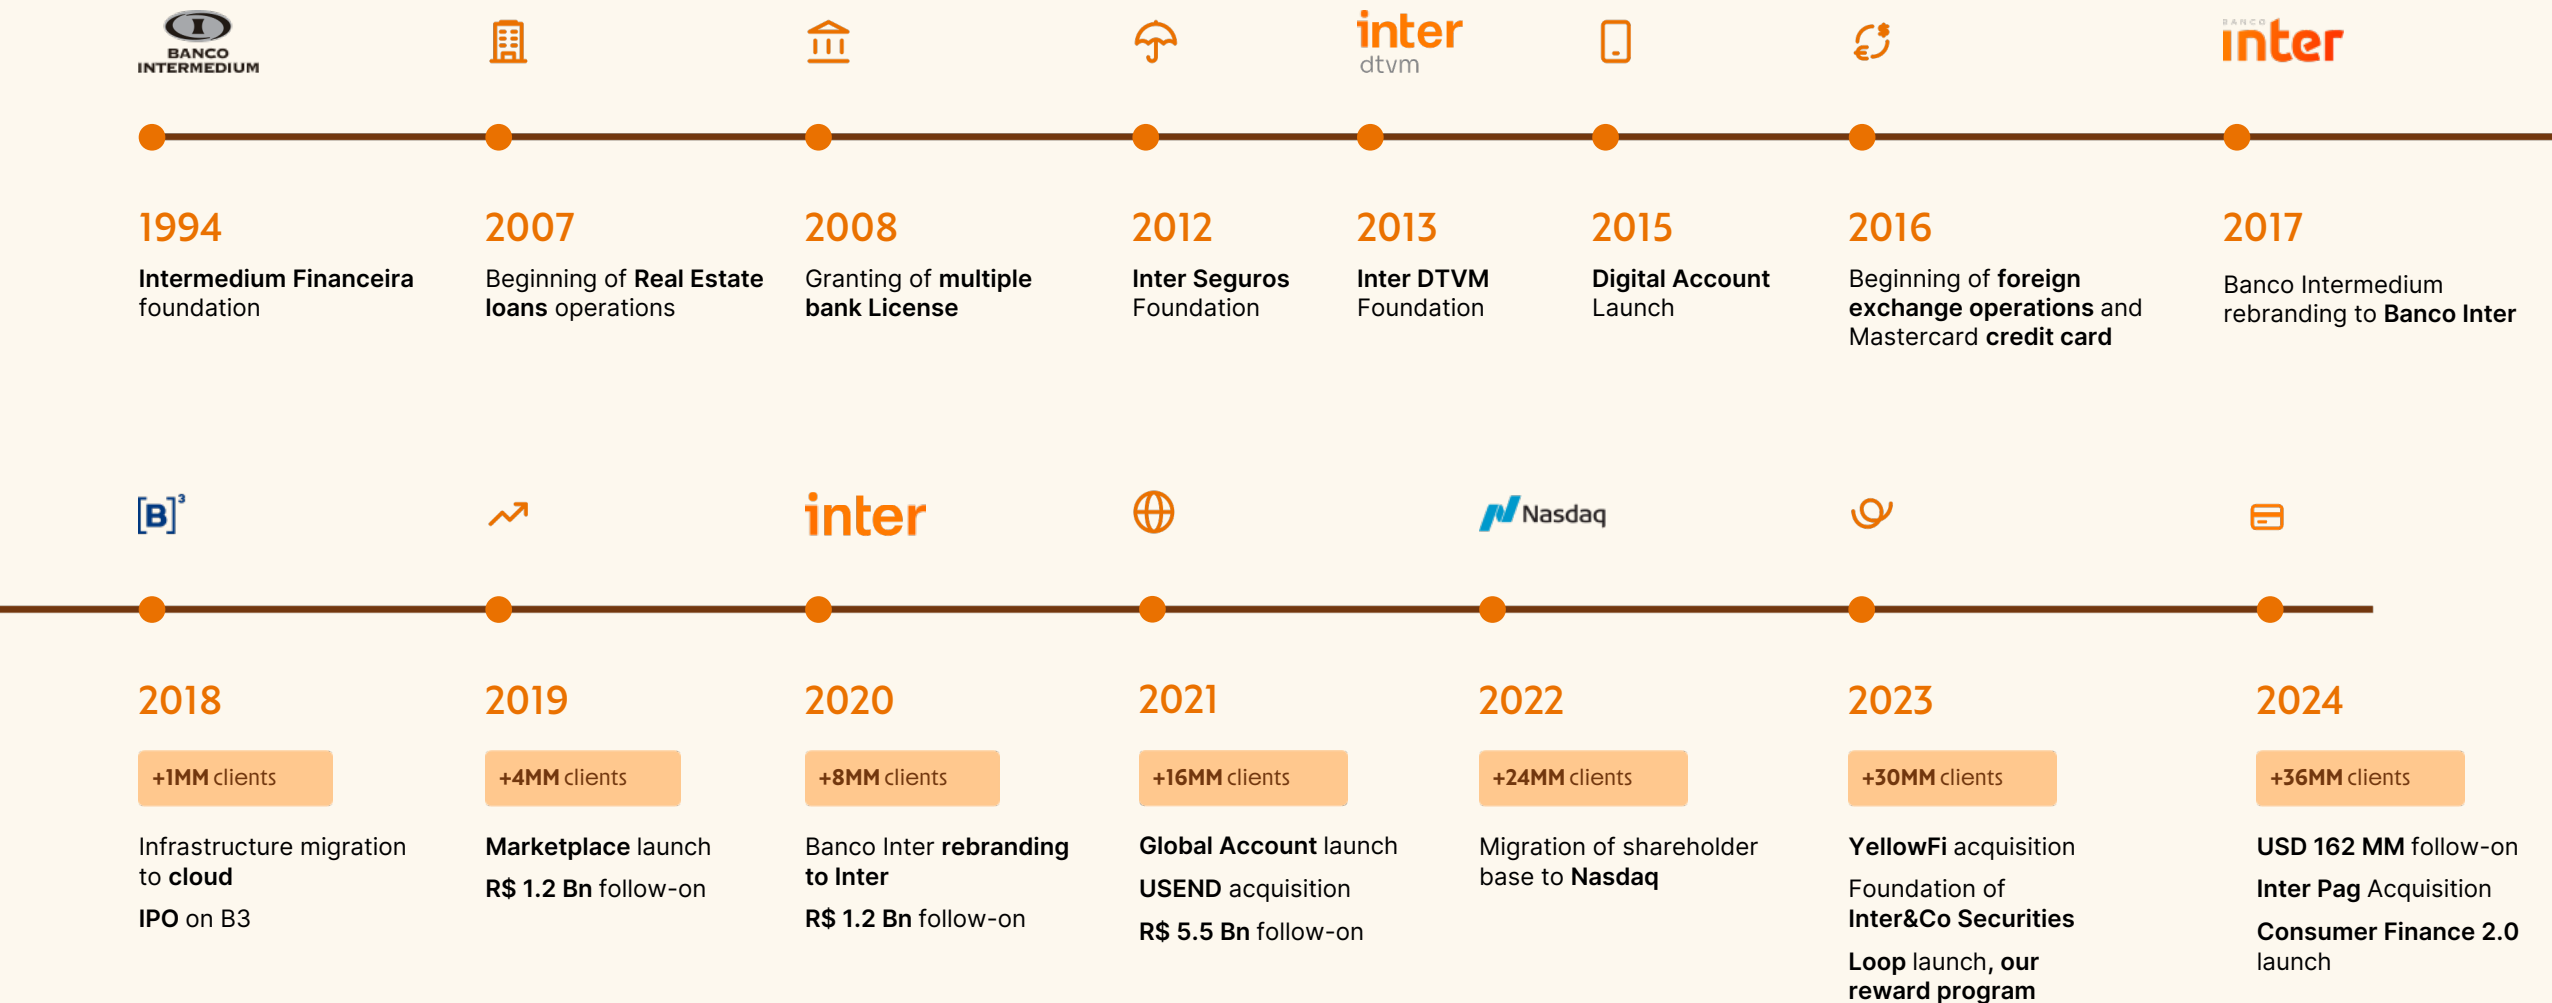 BANCO
INTERMEDIUM
inter
dtvm
BANCO
inter
1994
Intermedium Financeira
foundation
2007
Beginning of Real Estate
loans operations
2008
Granting of multiple
bank License
2012
Inter Seguros
Foundation
2013
Inter DTVM
Foundation
2015
Digital Account
Launch
2016
Beginning of foreign
exchange operations and
Mastercard credit card
2017
Banco Intermedium
rebranding to Banco Inter
[B]³
inter
Nasdaq
2018
+1MM clients
Infrastructure migration
to cloud
IPO on B3
2019
+4MM clients
Marketplace launch
R$ 1.2 Bn follow-on
2020
+8MM clients
Banco Inter rebranding
to Inter
R$ 1.2 Bn follow-on
2021
+16MM clients
Global Account launch
USEND acquisition
R$ 5.5 Bn follow-on
2022
+24MM clients
Migration of shareholder
base to Nasdaq
2023
+30MM clients
YellowFi acquisition
Foundation of
Inter&Co Securities
Loop launch, our
reward program
2024
+36MM clients
USD 162 MM follow-on
Inter Pag Acquisition
Consumer Finance 2.0
launch